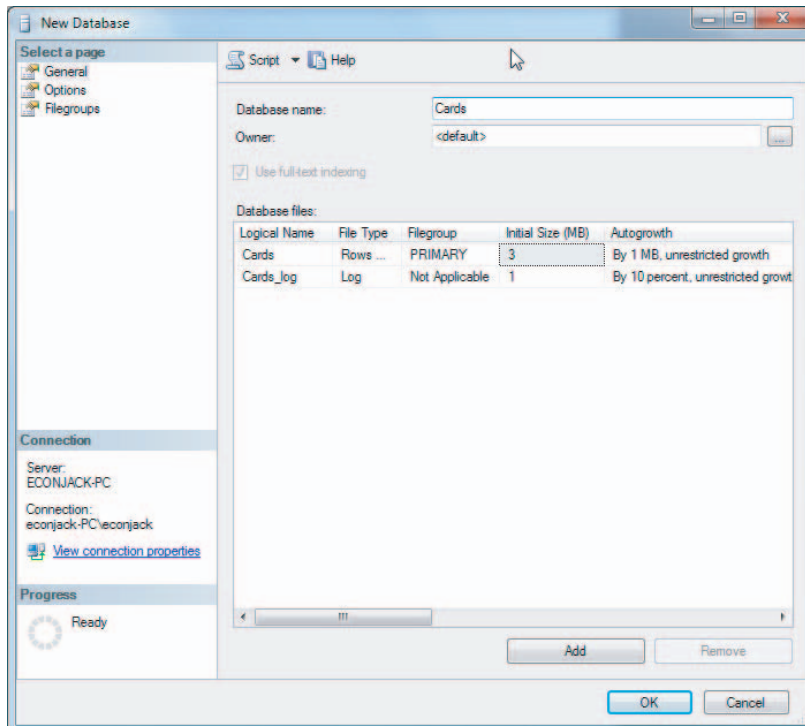 New Database
Select a page
General
Options
Filegroups
Script Help
Database name: Cards
Owner: <default> ...
Use full-text indexing
Database files:
Logical Name File Type Filegroup Initial Size (MB) Autogrowth
Cards Rows ... PRIMARY 3 By 1 MB, unrestricted growth
Cards_log Log Not Applicable 1 By 10 percent, unrestricted growt
Connection
Server:
ECONJACK-PC
Connection:
econjack-PC\econjack
View connection properties
Progress
Ready
Add Remove
OK Cancel